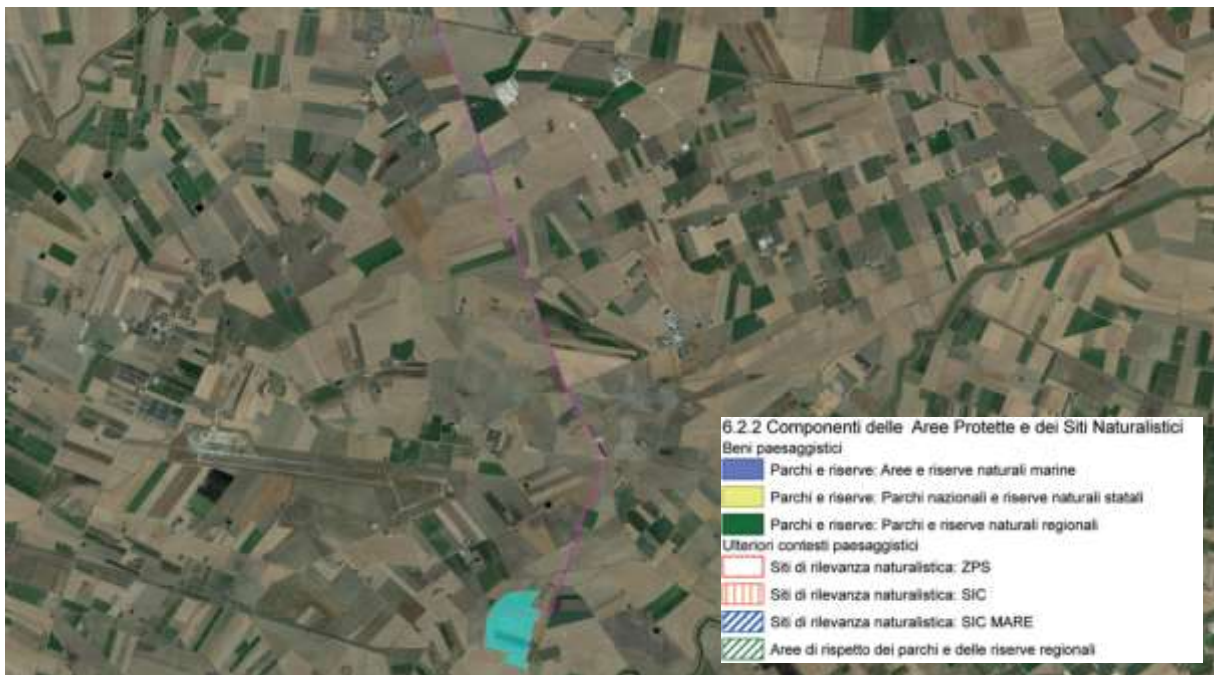 6.2.2 Componenti delle Aree Protette e dei Siti Naturalistici
Beni paesaggistici
Parchi e riserve: Aree e riserve naturali marine
Parchi e riserve: Parchi nazionali e riserve naturali statali
Parchi e riserve: Parchi e riserve naturali regionali
Ulteriori contesti paesaggistici
Siti di rilevanza naturalistica: ZPS
Siti di rilevanza naturalistica: SIC
Siti di rilevanza naturalistica: SIC MARE
Aree di rispetto dei parchi e delle riserve regionali